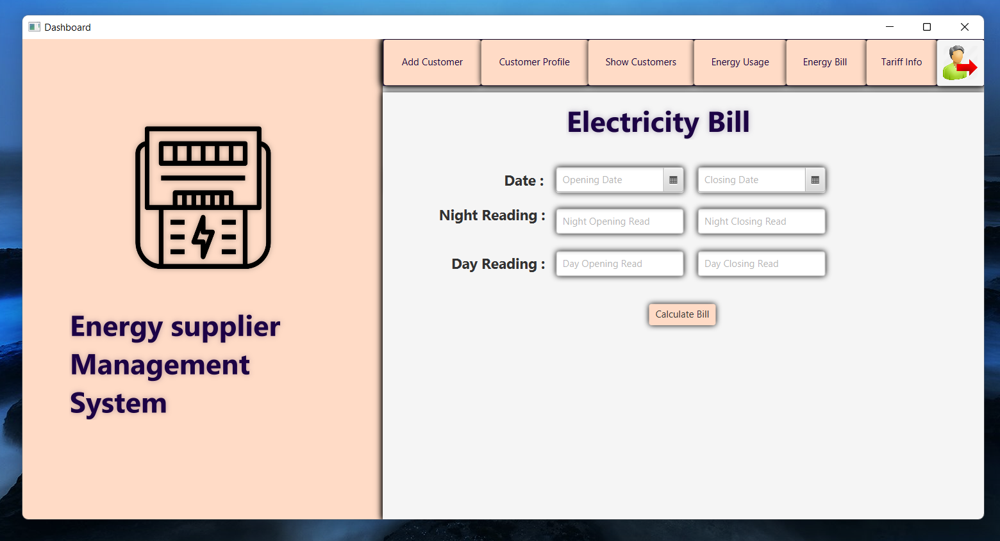 Dashboard
Add Customer Customer Profile Show Customers Energy Usage Energy Bill Tariff Info
Energy supplier
Management
System
Electricity Bill
Date : Opening Date Closing Date
Night Reading : Night Opening Read Night Closing Read
Day Reading : Day Opening Read Day Closing Read
Calculate Bill